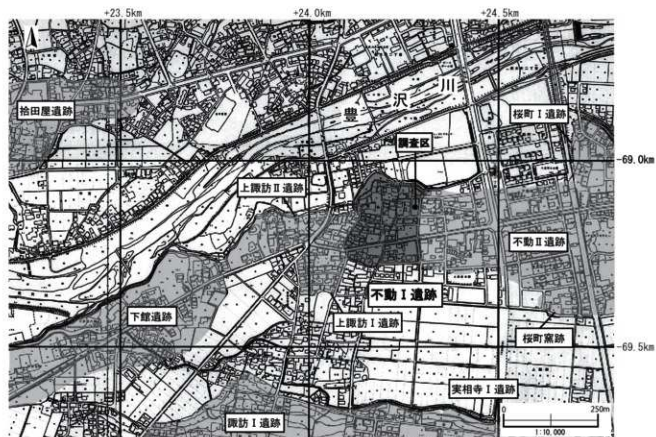 +23.5km
+24.0km
+24.5km
袷田屋遺跡
豊沢川
桜町Ⅰ遺跡
調査区
-69.0km
上諏訪Ⅱ遺跡
不動Ⅱ遺跡
不動Ⅰ遺跡
下館遺跡
上諏訪Ⅰ遺跡
桜町窯跡
-69.5km
実相寺Ⅰ遺跡
諏訪Ⅰ遺跡
0
250m
1:10,000